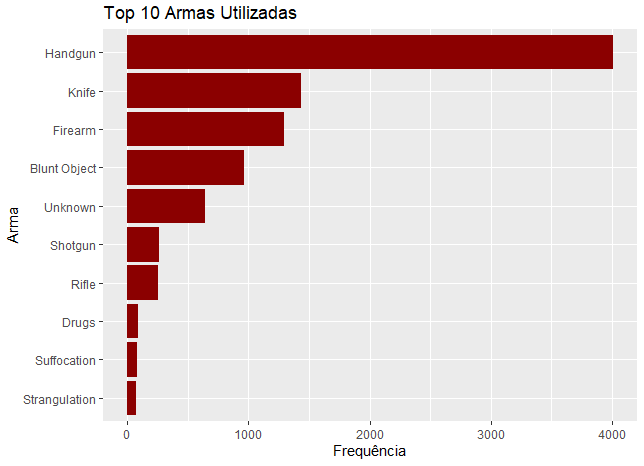 Top 10 Armas Utilizadas
Handgun
Knife
Firearm
Blunt Object
Unknown
Shotgun
Rifle
Drugs
Suffocation
Strangulation
Arma
0 1000 2000 3000 4000
Frequência